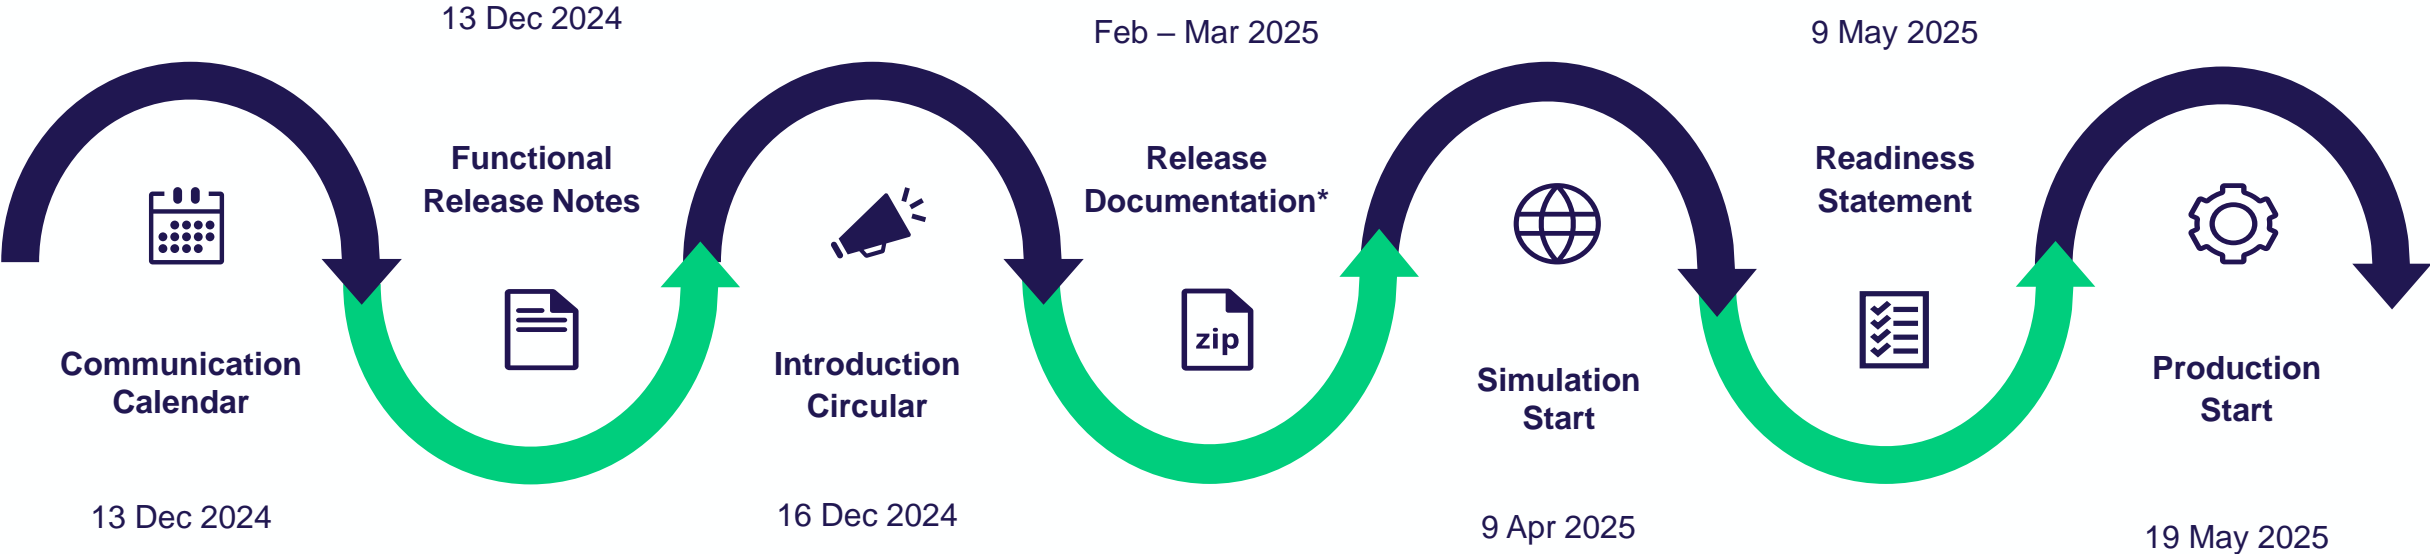 Communication
Calendar
13 Dec 2024
13 Dec 2024
Functional
Release Notes
Introduction
Circular
16 Dec 2024
Feb – Mar 2025
Release
Documentation*
zip
Simulation
Start
9 Apr 2025
9 May 2025
Readiness
Statement
Production
Start
19 May 2025